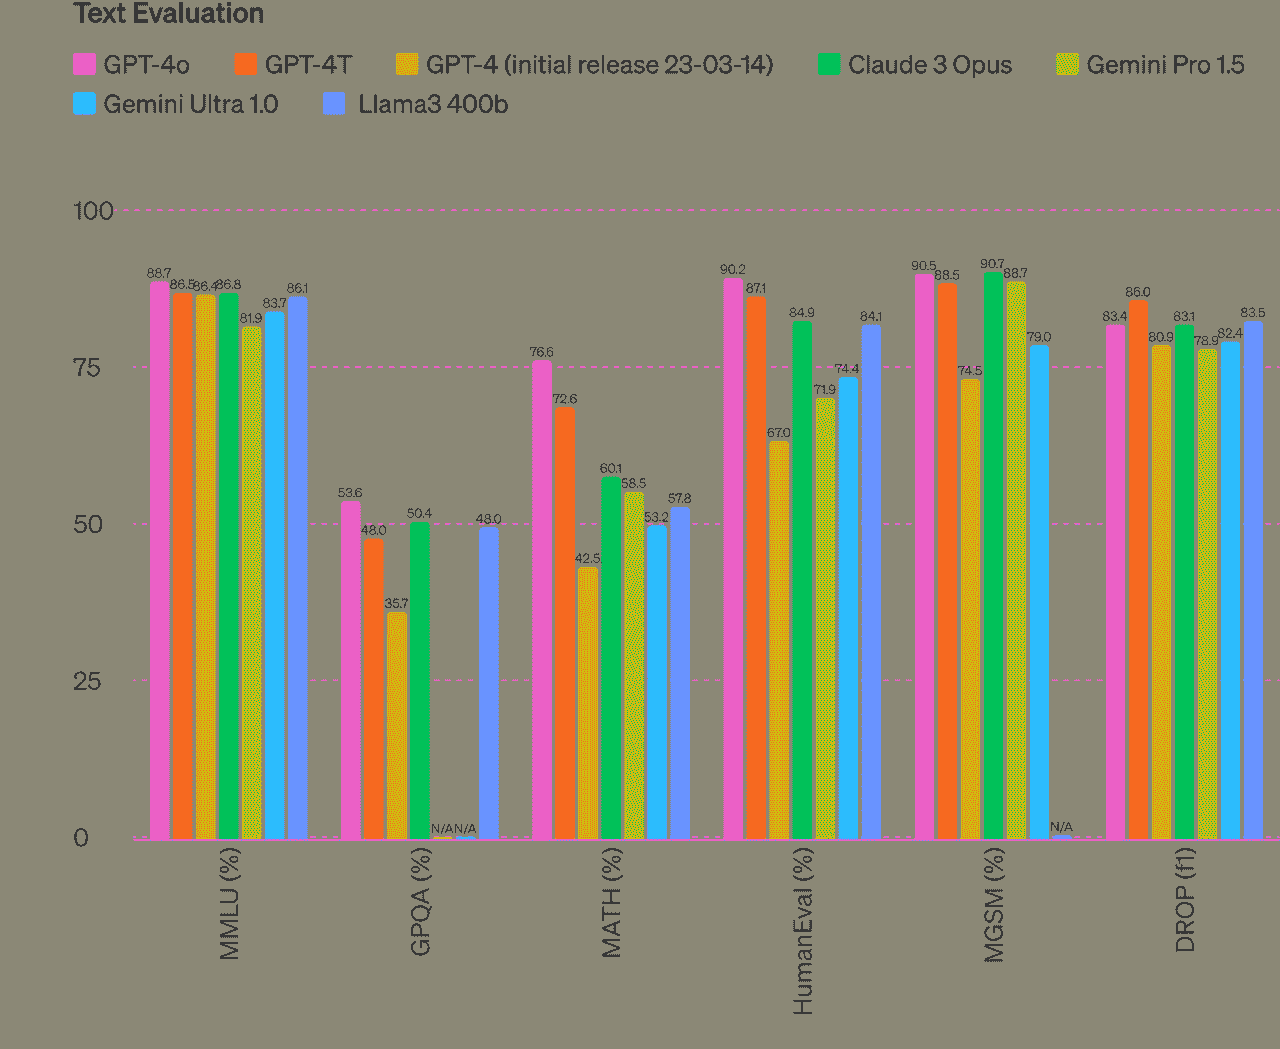 Text Evaluation
GPT-4o GPT-4T GPT-4 (initial release 23-03-14) Claude 3 Opus Gemini Pro 1.5
Gemini Ultra 1.0 Llama3 400b
100
75
50
25
0
88.7 86.5 86.4 86.8 81.9 83.7 86.1
53.6 48.0 35.7 50.4 N/A N/A 48.0
76.6 72.6 42.5 60.1 58.5 53.2 57.8
90.2 87.1 67.0 84.9 71.9 74.4 84.1
90.5 88.5 74.5 90.7 88.7 79.0 N/A
83.4 86.0 80.9 83.1 78.9 82.4 83.5
MMLU (%)
GPQA (%)
MATH (%)
HumanEval (%)
MGSM (%)
DROP (f1)